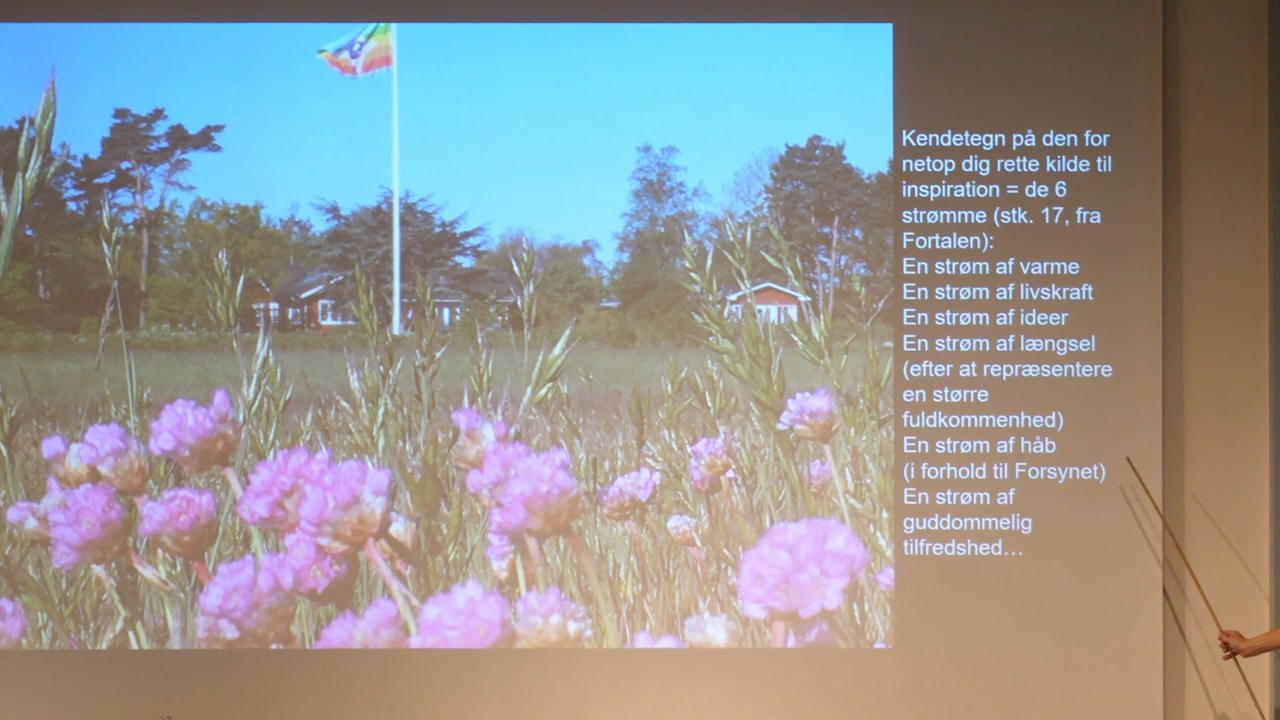 Kendetegn på den for
netop dig rette kilde til
inspiration = de 6
strømme (stk. 17, fra
Fortalen):
En strøm af varme
En strøm af livskraft
En strøm af ideer
En strøm af længsel
(efter at repræsentere
en større
fuldkommenhed)
En strøm af håb
(i forhold til Forsynet)
En strøm af
guddommelig
tilfredshed…